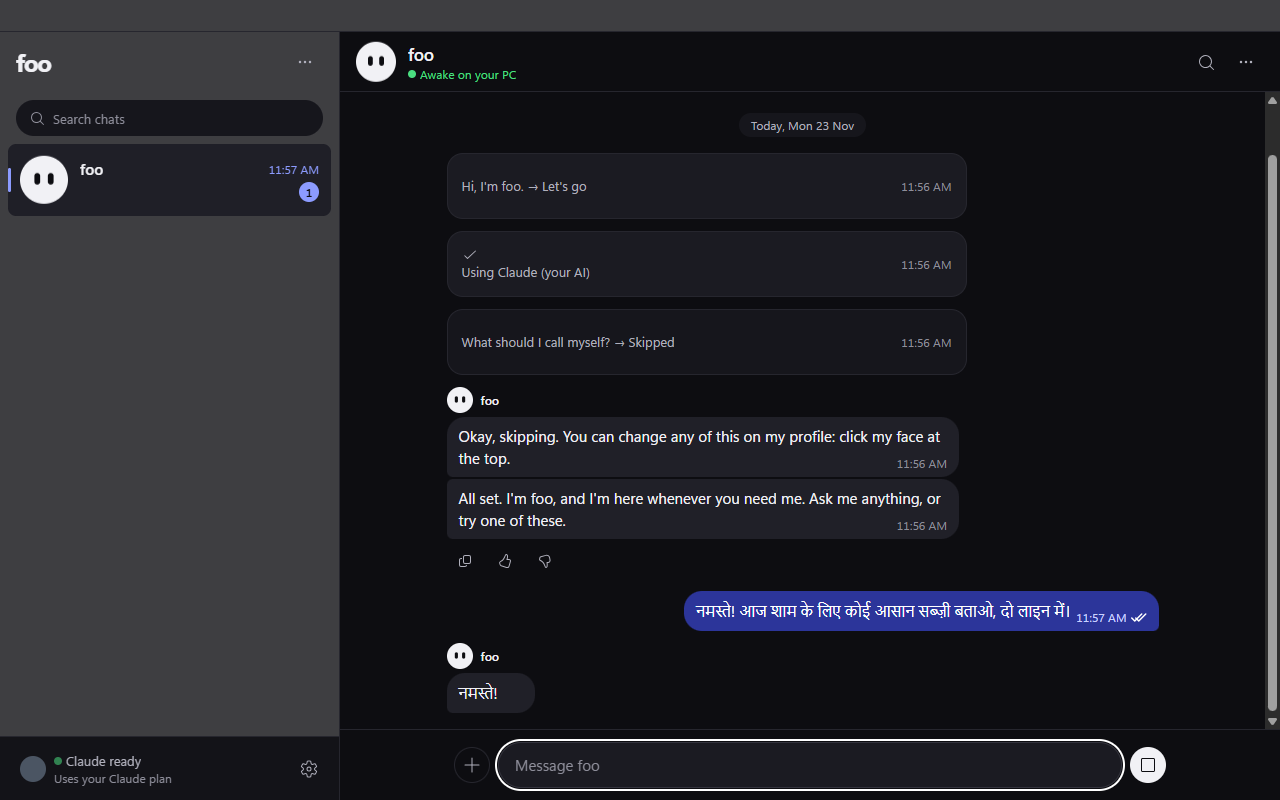 foo
Search chats
foo
11:57 AM
1
Claude ready
Uses your Claude plan
foo
Awake on your PC
Today, Mon 23 Nov
Hi, I'm foo. → Let's go
11:56 AM
Using Claude (your AI)
11:56 AM
What should I call myself? → Skipped
11:56 AM
foo
Okay, skipping. You can change any of this on my profile: click my face at
the top.
11:56 AM
All set. I'm foo, and I'm here whenever you need me. Ask me anything, or
try one of these.
11:56 AM
नमस्ते! आज शाम के लिए कोई आसान सब्ज़ी बताओ, दो लाइन में।
11:57 AM
foo
नमस्ते!
Message foo